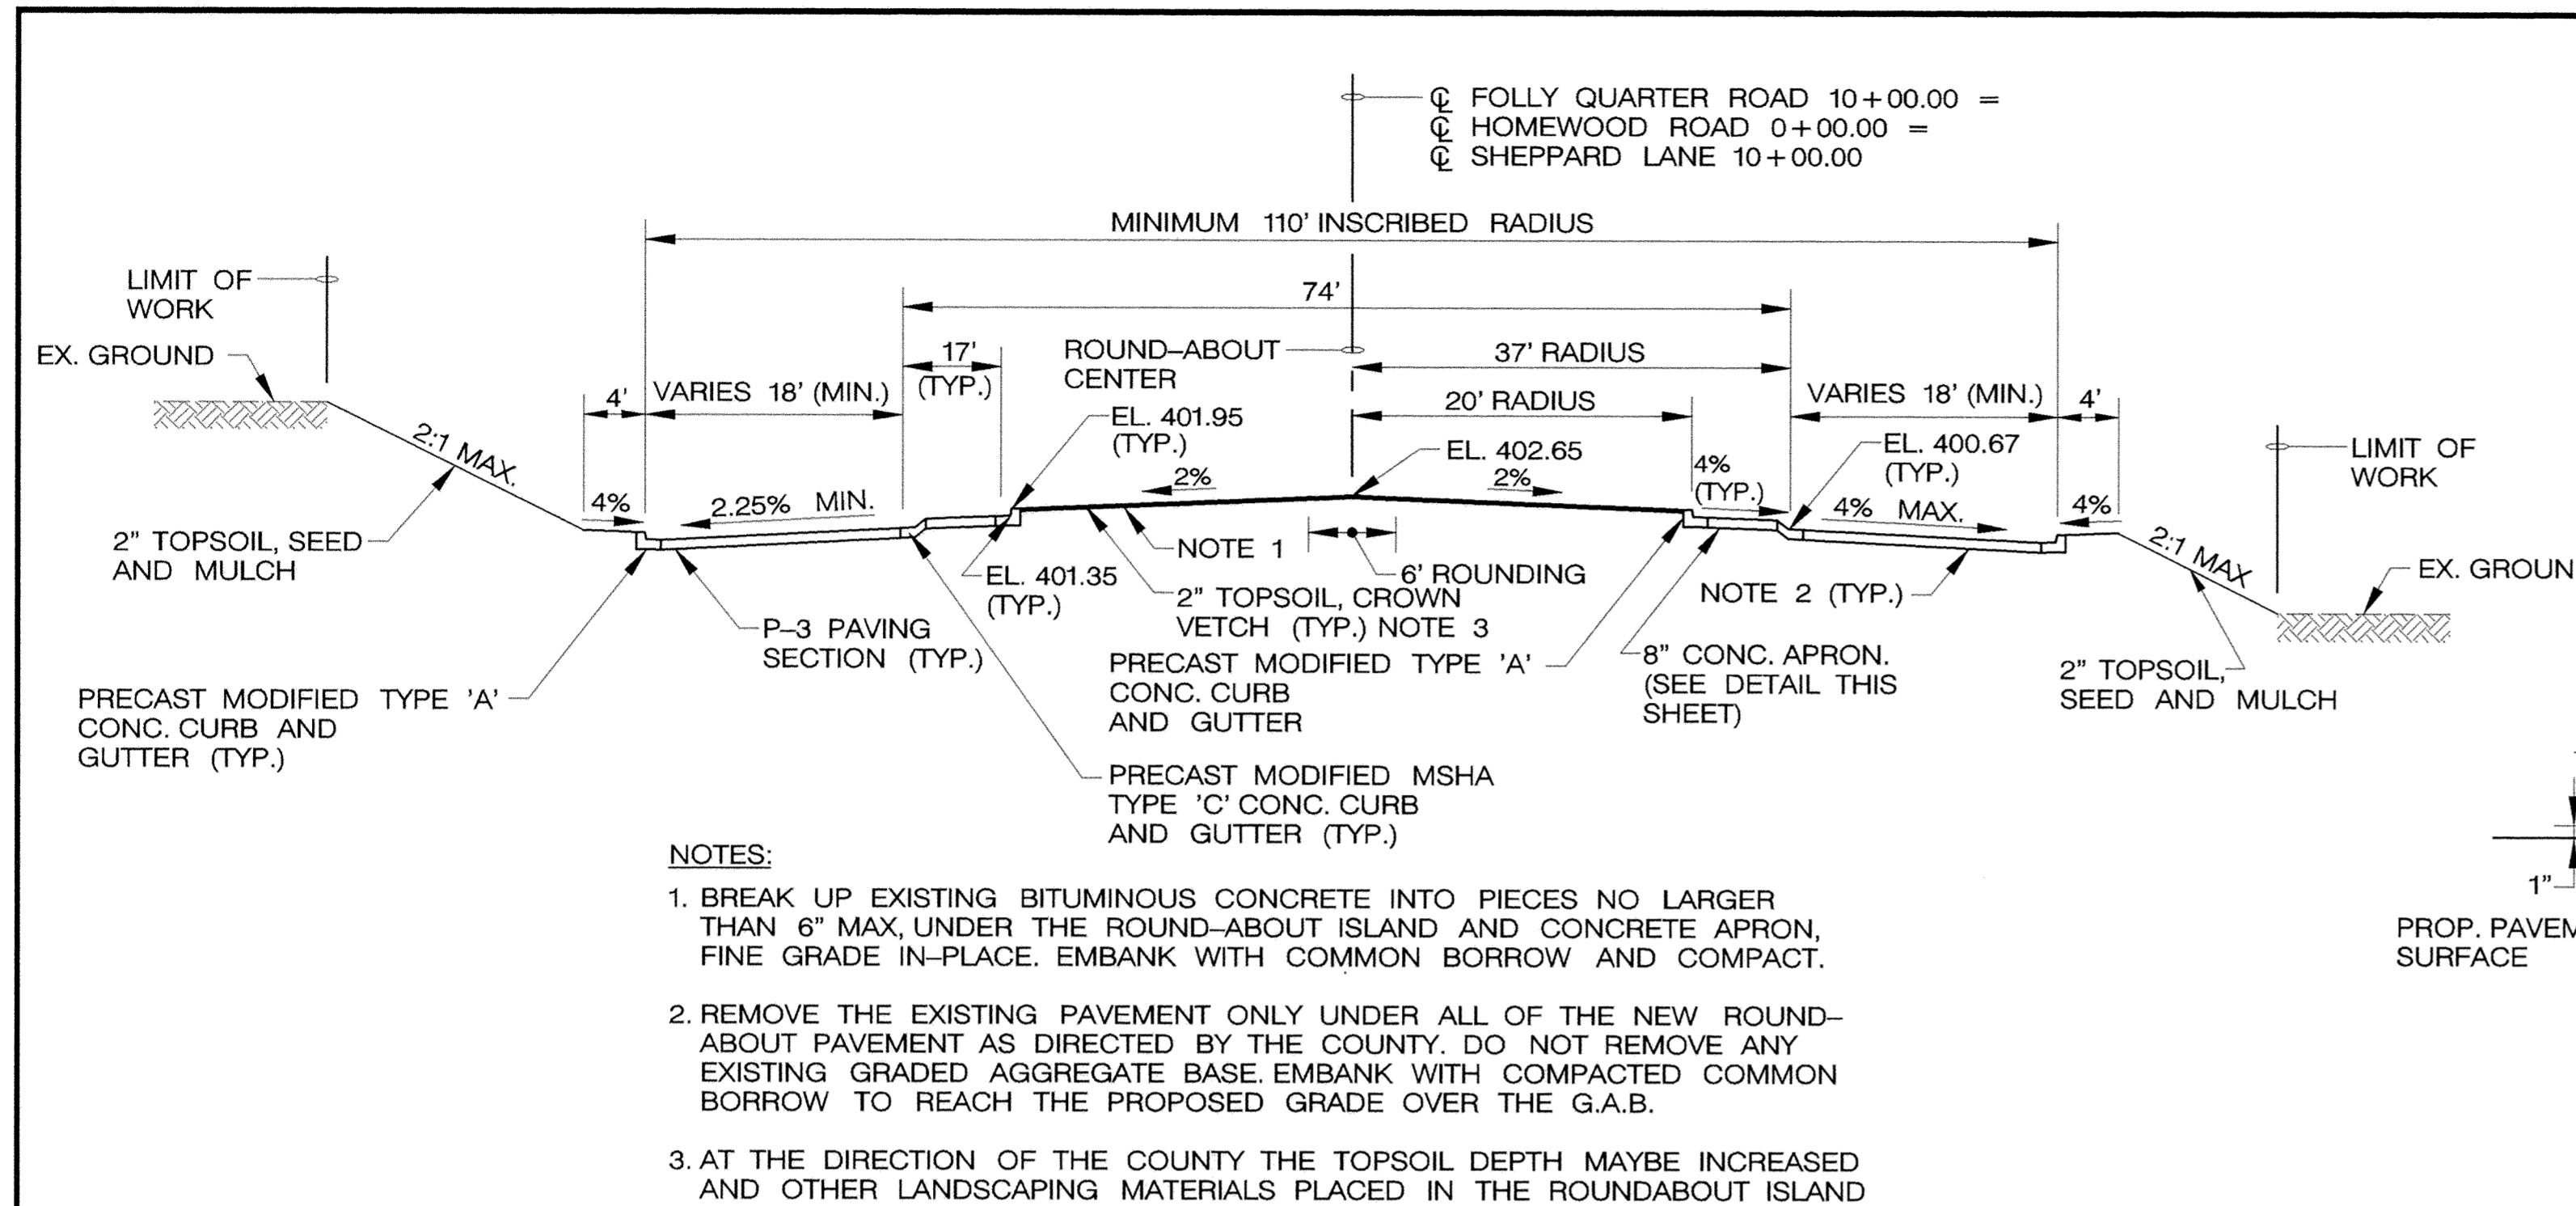 ℄ FOLLY QUARTER ROAD 10+00.00 =
℄ HOMEWOOD ROAD 0+00.00 =
℄ SHEPPARD LANE 10+00.00
MINIMUM 110' INSCRIBED RADIUS
LIMIT OF
WORK
74'
EX. GROUND
17'
(TYP.)
ROUND–ABOUT
CENTER
37' RADIUS
4'
VARIES 18' (MIN.)
20' RADIUS
VARIES 18' (MIN.)
4'
EL. 401.95
(TYP.)
EL. 402.65
EL. 400.67
(TYP.)
LIMIT OF
WORK
2:1 MAX.
4%
2.25% MIN.
2%
2%
4%
(TYP.)
4% MAX.
4%
2:1 MAX
2" TOPSOIL, SEED
AND MULCH
NOTE 1
EL. 401.35
(TYP.)
6' ROUNDING
NOTE 2 (TYP.)
EX. GROUN
2" TOPSOIL, CROWN
VETCH (TYP.) NOTE 3
P–3 PAVING
SECTION (TYP.)
PRECAST MODIFIED TYPE 'A'
CONC. CURB
AND GUTTER
8" CONC. APRON.
(SEE DETAIL THIS
SHEET)
2" TOPSOIL,
SEED AND MULCH
PRECAST MODIFIED TYPE 'A'
CONC. CURB AND
GUTTER (TYP.)
PRECAST MODIFIED MSHA
TYPE 'C' CONC. CURB
AND GUTTER (TYP.)
1"
PROP. PAVEM
SURFACE
NOTES:
1. BREAK UP EXISTING BITUMINOUS CONCRETE INTO PIECES NO LARGER
THAN 6" MAX, UNDER THE ROUND–ABOUT ISLAND AND CONCRETE APRON,
FINE GRADE IN–PLACE. EMBANK WITH COMMON BORROW AND COMPACT.
2. REMOVE THE EXISTING PAVEMENT ONLY UNDER ALL OF THE NEW ROUND–
ABOUT PAVEMENT AS DIRECTED BY THE COUNTY. DO NOT REMOVE ANY
EXISTING GRADED AGGREGATE BASE. EMBANK WITH COMPACTED COMMON
BORROW TO REACH THE PROPOSED GRADE OVER THE G.A.B.
3. AT THE DIRECTION OF THE COUNTY THE TOPSOIL DEPTH MAYBE INCREASED
AND OTHER LANDSCAPING MATERIALS PLACED IN THE ROUNDABOUT ISLAND